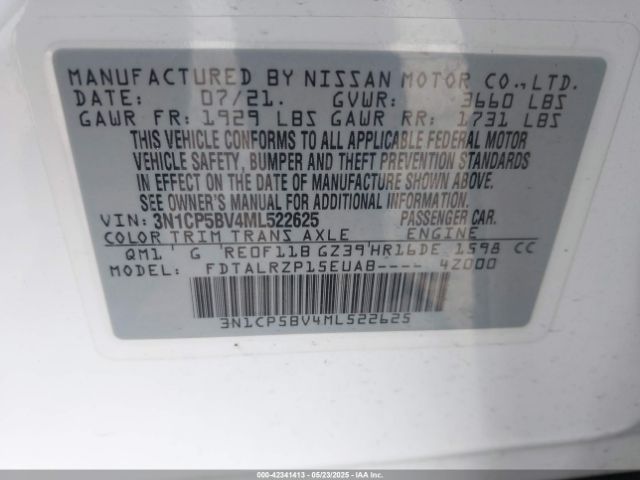 MANUFACTURED BY NISSAN MOTOR CO.,LTD.
DATE: 07/21. GVWR: 3660 LBS
GAWR FR: 1929 LBS GAWR RR: 1731 LBS
THIS VEHICLE CONFORMS TO ALL APPLICABLE FEDERAL MOTOR
VEHICLE SAFETY, BUMPER AND THEFT PREVENTION STANDARDS
IN EFFECT ON THE DATE OF MANUFACTURE SHOWN ABOVE.
SEE OWNER'S MANUAL FOR ADDITIONAL INFORMATION
VIN: 3N1CP5BV4ML522625 PASSENGER CAR.
COLOR TRIM TRANS AXLE ENGINE
QM1 G RE0F11B GZ39 HR16DE 1598 CC
MODEL: FDTALRZP15EUAB---- 42000
3N1CP5BV4ML522625
000-42341413 - 05/23/2025 - IAA Inc.